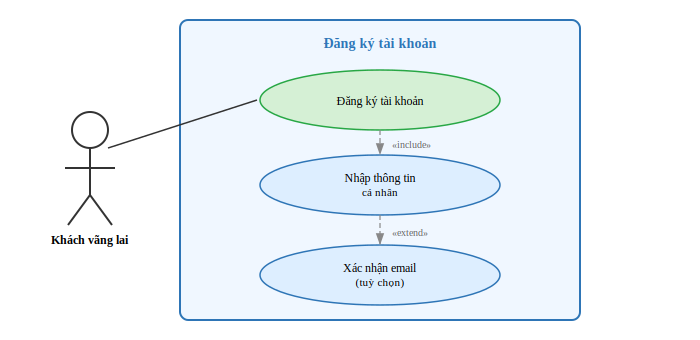 Đăng ký tài khoản
Đăng ký tài khoản
«include»
Nhập thông tin
cá nhân
«extend»
Xác nhận email
(tuỳ chọn)
Khách vãng lai